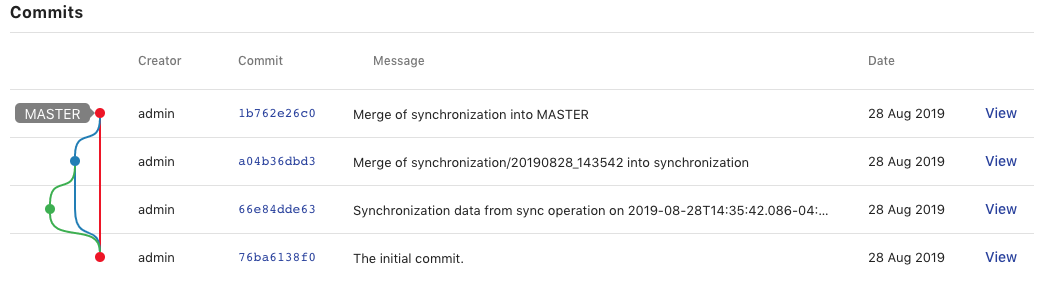 Commits
Creator Commit Message Date
MASTER admin 1b762e26c0 Merge of synchronization into MASTER 28 Aug 2019 View
admin a04b36dbd3 Merge of synchronization/20190828_143542 into synchronization 28 Aug 2019 View
admin 66e84dde63 Synchronization data from sync operation on 2019-08-28T14:35:42.086-04:... 28 Aug 2019 View
admin 76ba6138f0 The initial commit. 28 Aug 2019 View